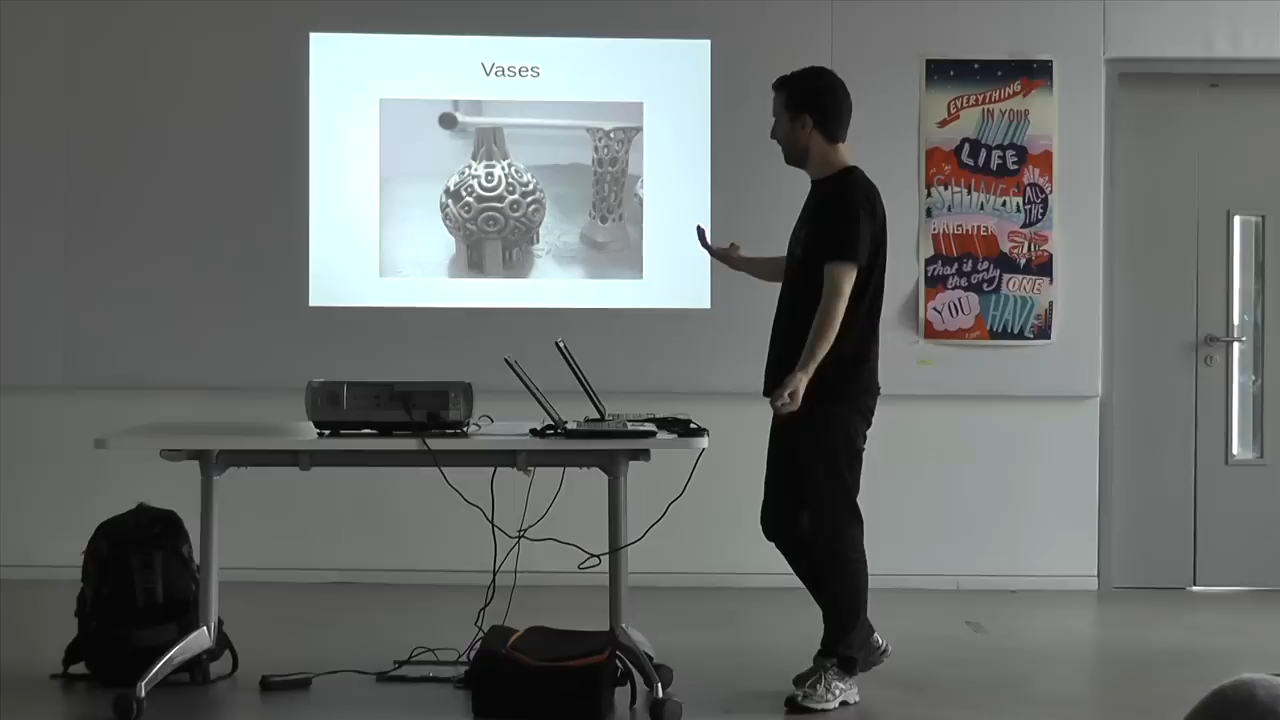 Vases
EVERYTHING
IN YOUR
LIFE
SHINES
ALL
THE
BRIGHTER
That it is
the only
ONE
YOU
HAVE